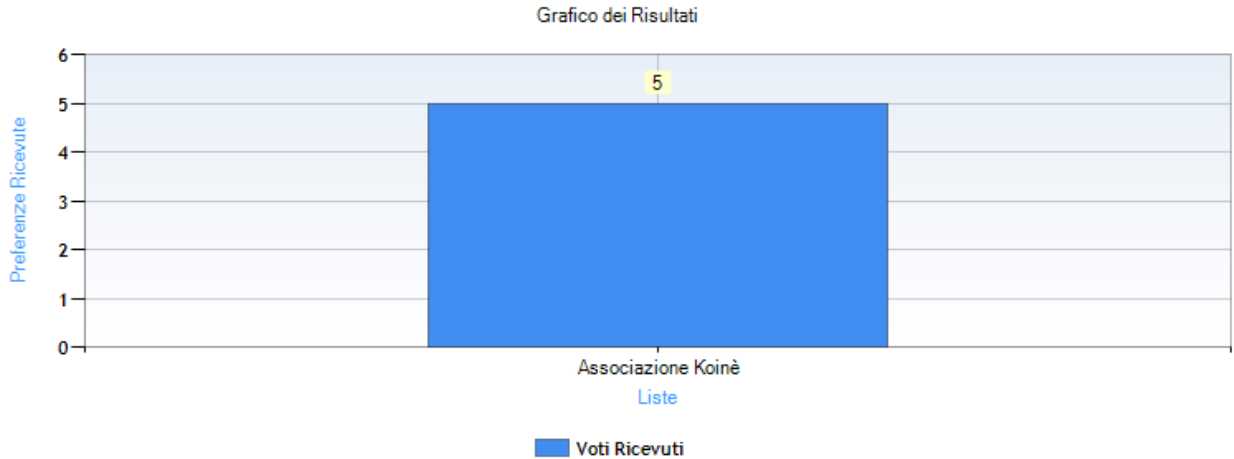 Grafico dei Risultati
Preferenze Ricevute
6
5
4
3
2
1
0
5
Associazione Koinè
Liste
Voti Ricevuti